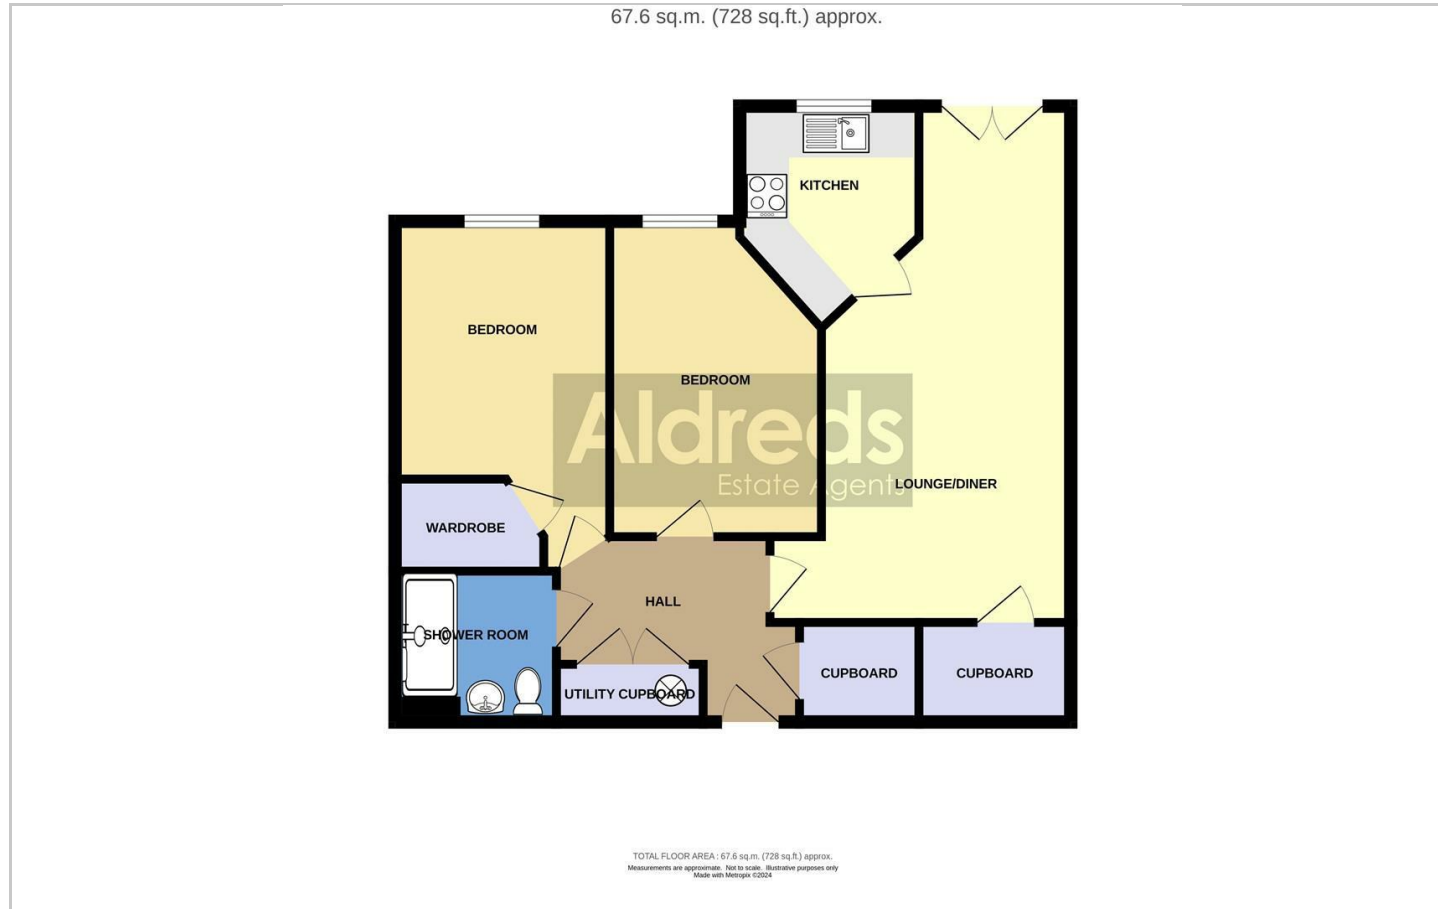 67.6 sq.m. (728 sq.ft.) approx.
KITCHEN
BEDROOM
BEDROOM
Aldreds
Estate Agents
LOUNGE/DINER
WARDROBE
HALL
SHOWER ROOM
CUPBOARD
CUPBOARD
UTILITY CUPBOARD
TOTAL FLOOR AREA : 67.6 sq.m. (728 sq.ft.) approx.
Measurements are approximate. Not to scale. Illustrative purposes only
Made with Metropix ©2024